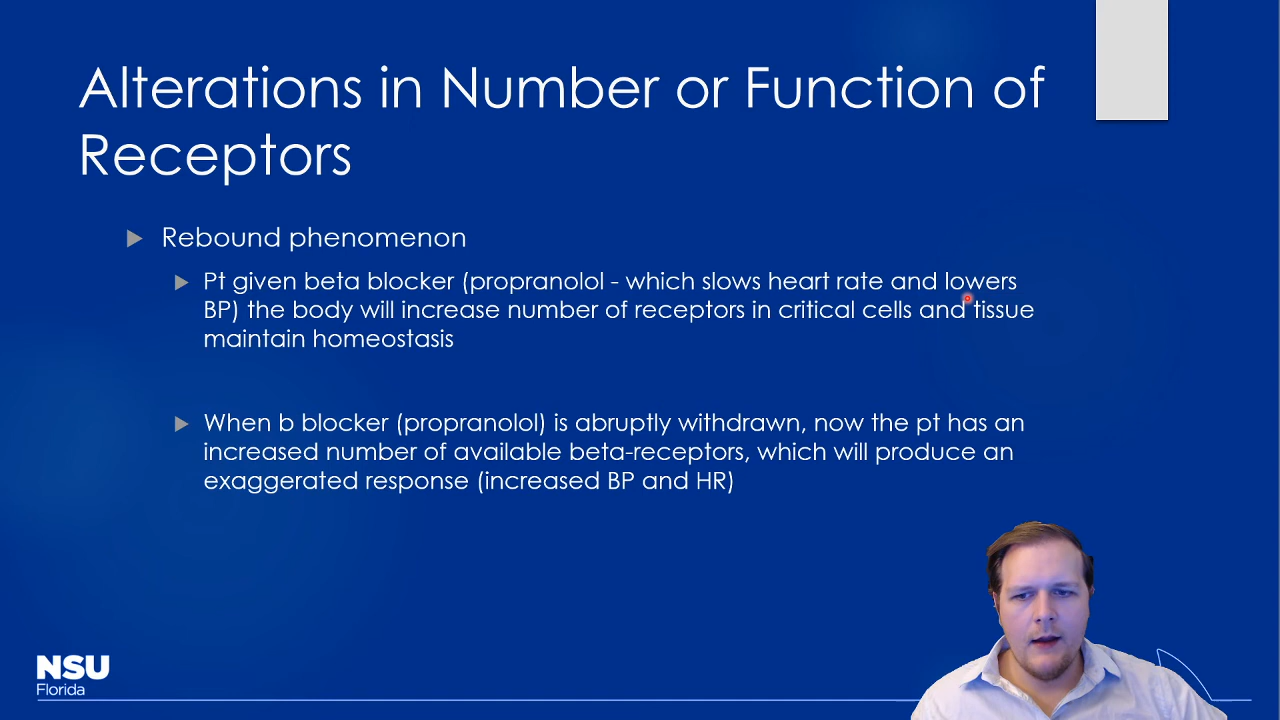 Alterations in Number or Function of
Receptors
Rebound phenomenon
Pt given beta blocker (propranolol - which slows heart rate and lowers
BP) the body will increase number of receptors in critical cells and tissue
maintain homeostasis
When b blocker (propranolol) is abruptly withdrawn, now the pt has an
increased number of available beta-receptors, which will produce an
exaggerated response (increased BP and HR)
NSU
Florida